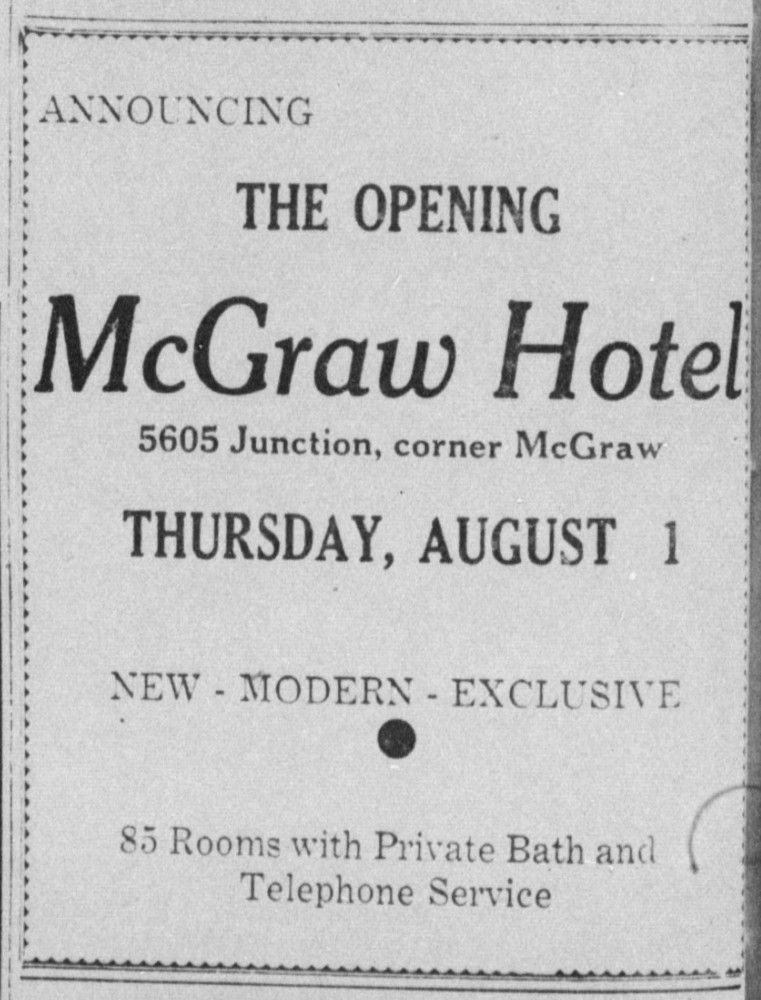 ANNOUNCING
THE OPENING
McGraw Hotel
5605 Junction, corner McGraw
THURSDAY, AUGUST 1
NEW - MODERN - EXCLUSIVE
85 Rooms with Private Bath and
Telephone Service